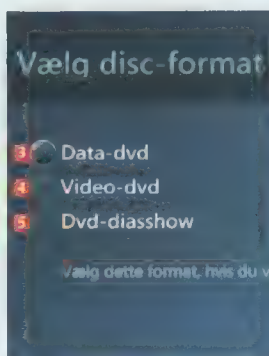 Vælg disc-format
3 Data-dvd
4 Video-dvd
5 Dvd-diasshow
Vælg dette format, hvis du v